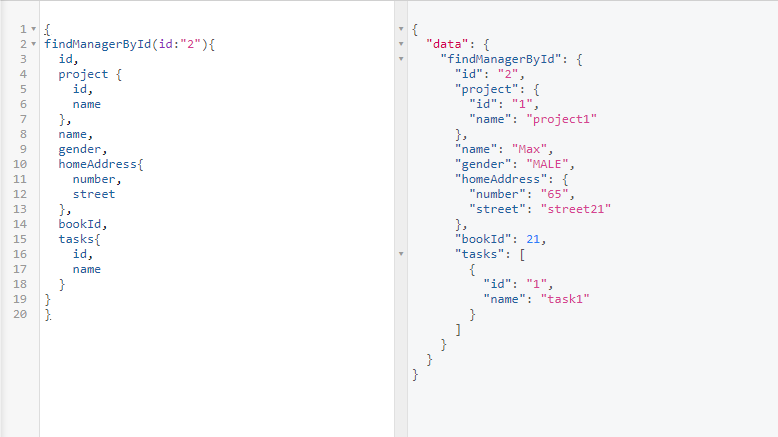 1 {
2 findManagerById(id:"2"){
3 id,
4 project {
5 id,
6 name
7 },
8 name,
9 gender,
10 homeAddress{
11 number,
12 street
13 },
14 bookId,
15 tasks{
16 id,
17 name
18 }
19 }
20 }
{
"data": {
"findManagerById": {
"id": "2",
"project": {
"id": "1",
"name": "project1"
},
"name": "Max",
"gender": "MALE",
"homeAddress": {
"number": "65",
"street": "street21"
},
"bookId": 21,
"tasks": [
{
"id": "1",
"name": "task1"
}
]
}
}
}